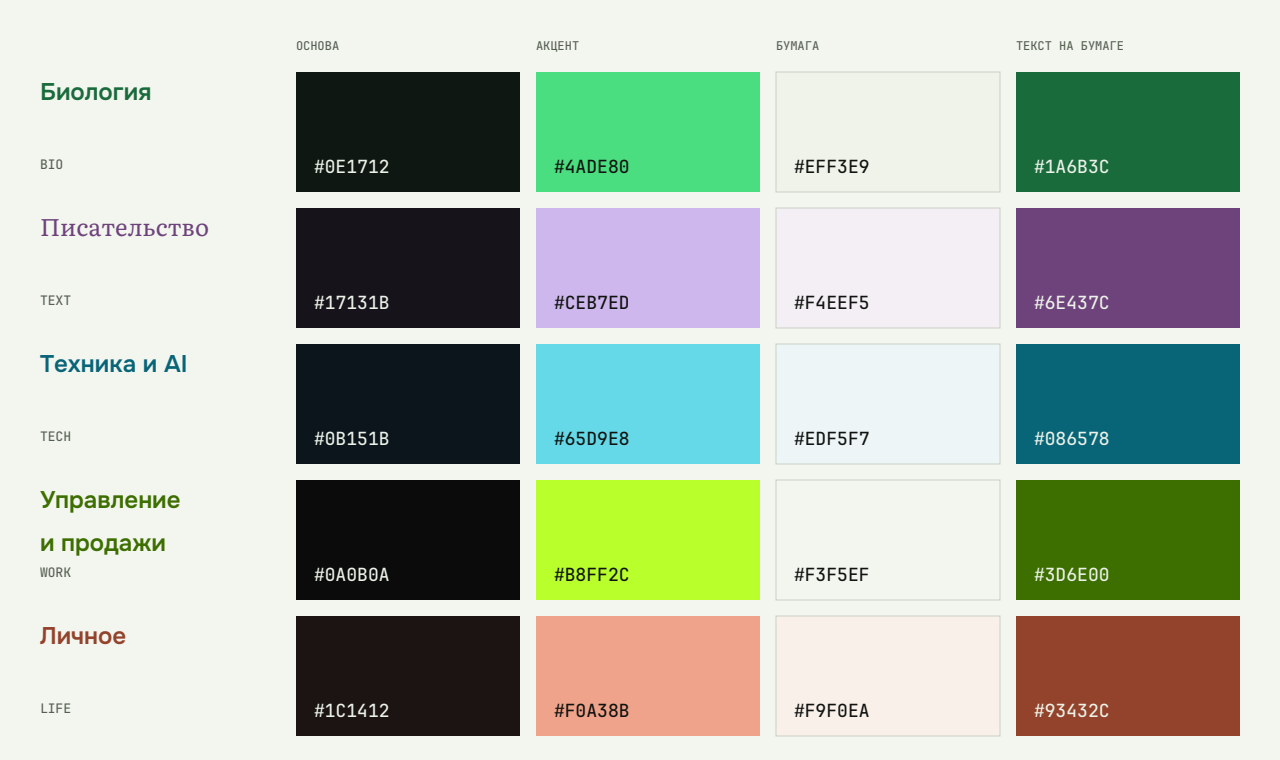 ОСНОВА АКЦЕНТ БУМАГА ТЕКСТ НА БУМАГЕ
Биология
BIO #0E1712 #4ADE80 #EFF3E9 #1A6B3C
Писательство
TEXT #17131B #CEB7ED #F4EEF5 #6E437C
Техника и AI
TECH #0B151B #65D9E8 #EDF5F7 #086578
Управление
и продажи
WORK #0A0B0A #B8FF2C #F3F5EF #3D6E00
Личное
LIFE #1C1412 #F0A38B #F9F0EA #93432C